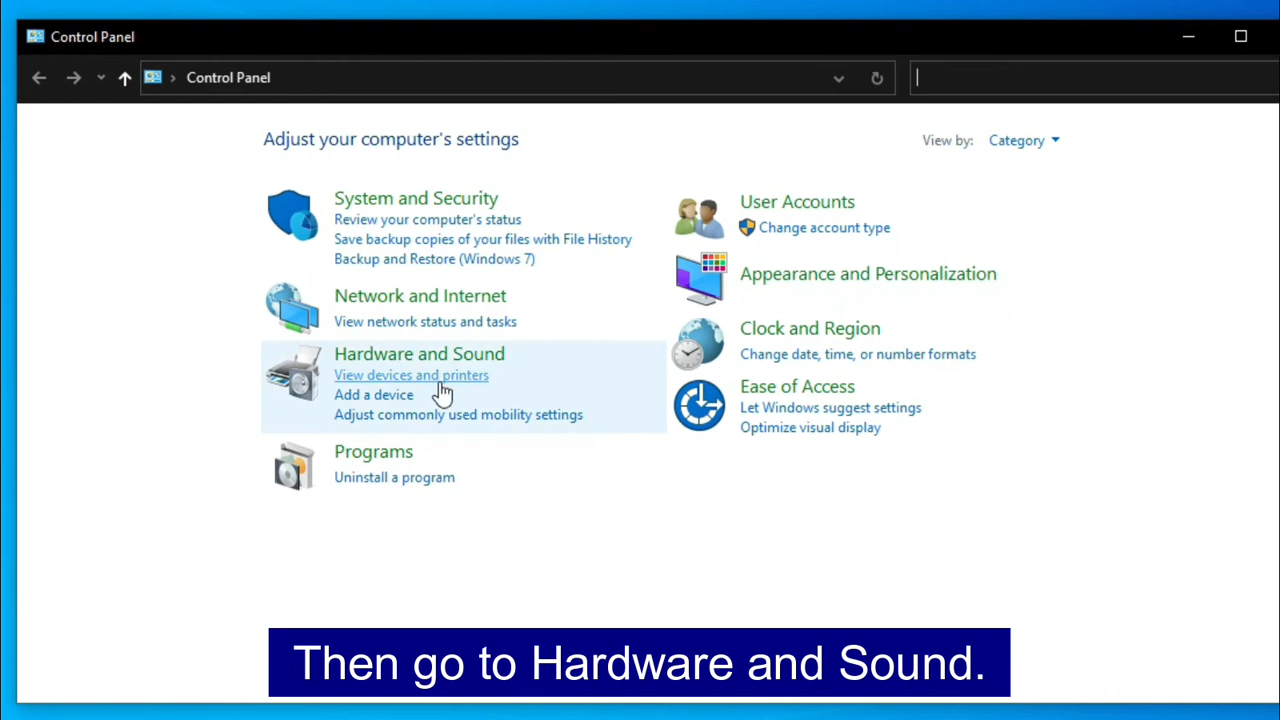 Control Panel
Control Panel
Adjust your computer's settings
View by: Category
System and Security
Review your computer's status
Save backup copies of your files with File History
Backup and Restore (Windows 7)
Network and Internet
View network status and tasks
Hardware and Sound
View devices and printers
Add a device
Adjust commonly used mobility settings
Programs
Uninstall a program
User Accounts
Change account type
Appearance and Personalization
Clock and Region
Change date, time, or number formats
Ease of Access
Let Windows suggest settings
Optimize visual display
Then go to Hardware and Sound.